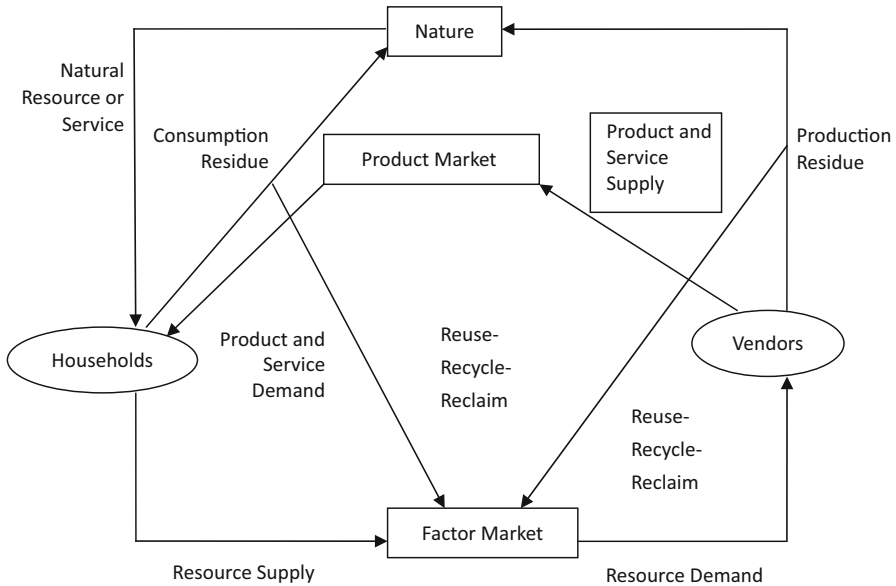 Nature
Natural
Resource or
Service
Consumption
Residue
Product Market
Product and
Service
Supply
Production
Residue
Households
Product and
Service
Demand
Reuse-
Recycle-
Reclaim
Vendors
Reuse-
Recycle-
Reclaim
Factor Market
Resource Supply
Resource Demand